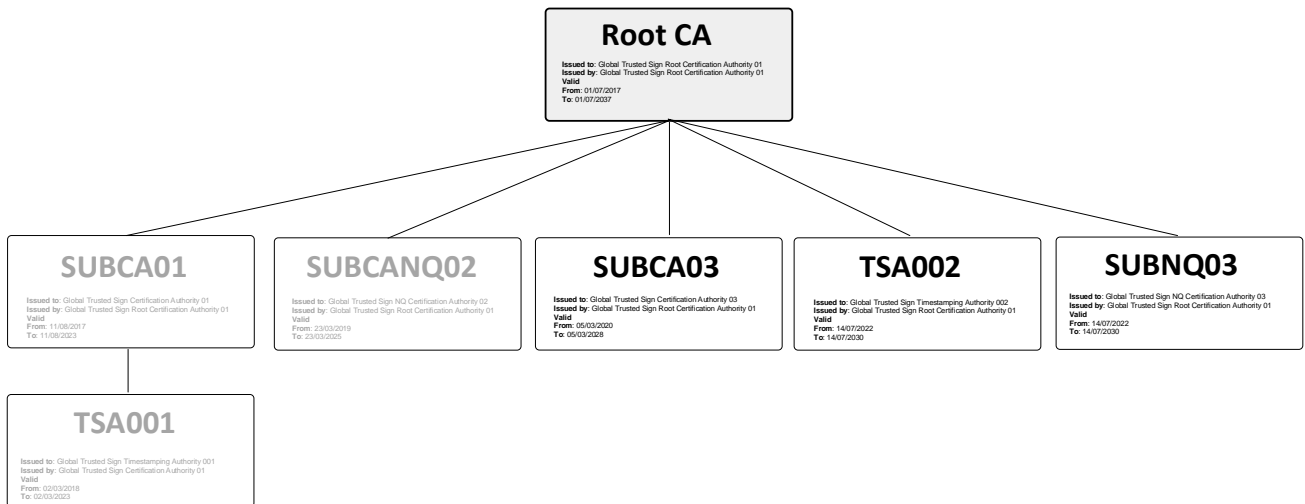 Root CA
Issued to: Global Trusted Sign Root Certification Authority 01
Issued by: Global Trusted Sign Root Certification Authority 01
Valid
From: 01/07/2017
To: 01/07/2037
SUBCA01
Issued to: Global Trusted Sign Certification Authority 01
Issued by: Global Trusted Sign Root Certification Authority 01
Valid
From: 11/08/2017
To: 11/08/2023
SUBCANQ02
Issued to: Global Trusted Sign NQ Certification Authority 02
Issued by: Global Trusted Sign Root Certification Authority 01
Valid
From: 23/03/2019
To: 23/03/2025
SUBCA03
Issued to: Global Trusted Sign Certification Authority 03
Issued by: Global Trusted Sign Root Certification Authority 01
Valid
From: 05/03/2020
To: 05/03/2028
TSA002
Issued to: Global Trusted Sign Timestamping Authority 002
Issued by: Global Trusted Sign Root Certification Authority 01
Valid
From: 14/07/2022
To: 14/07/2030
SUBNQ03
Issued to: Global Trusted Sign NQ Certification Authority 03
Issued by: Global Trusted Sign Root Certification Authority 01
Valid
From: 14/07/2022
To: 14/07/2030
TSA001
Issued to: Global Trusted Sign Timestamping Authority 001
Issued by: Global Trusted Sign Certification Authority 01
Valid
From: 02/03/2018
To: 02/03/2023